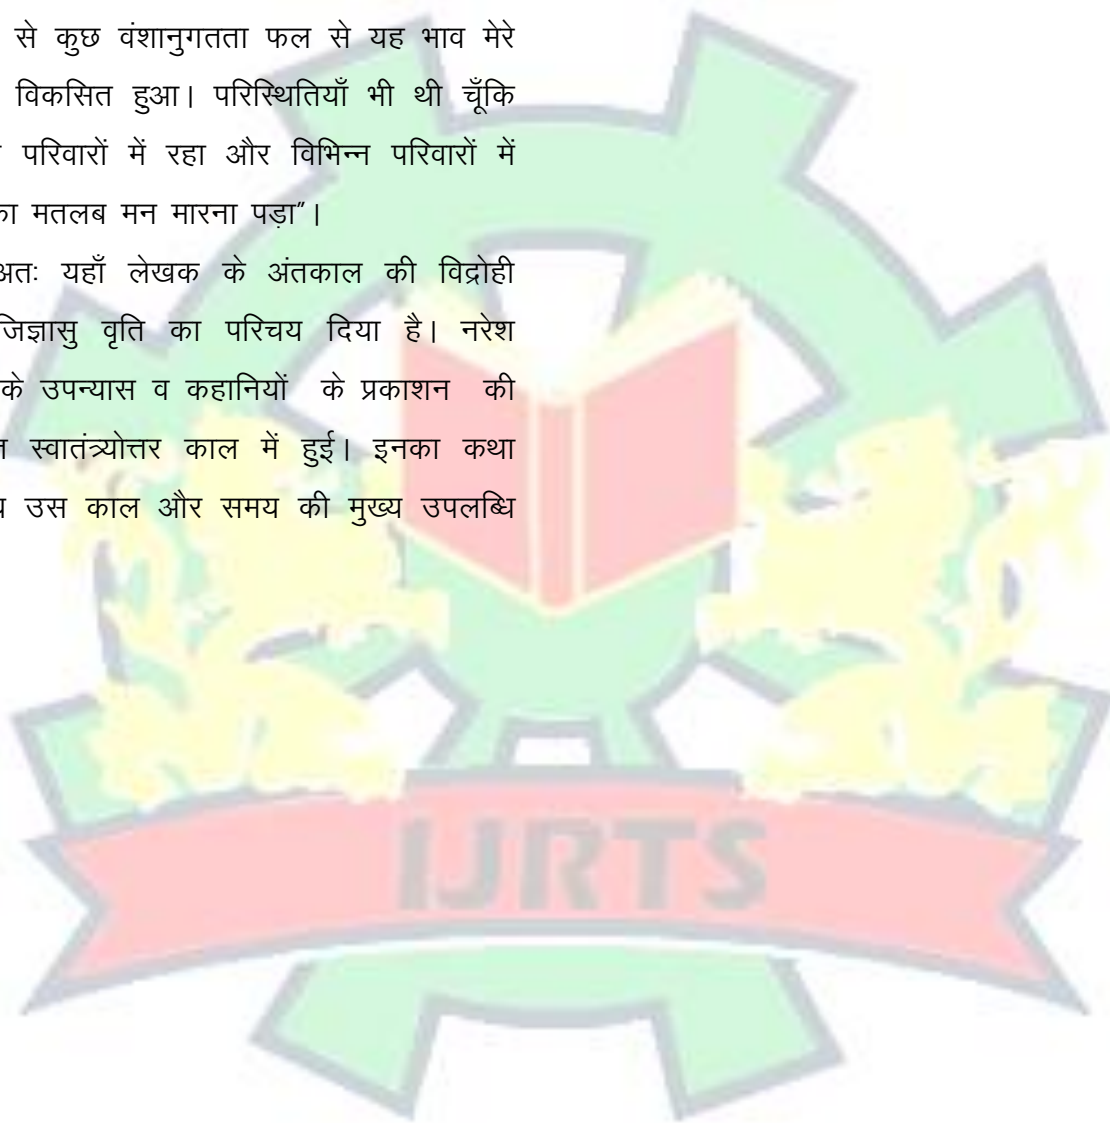 से कुछ वंशानुगतता फल से यह भाव मेरे
विकसित हुआ। परिस्थितियाँ भी थी चूँकि
परिवारों में रहा और विभिन्न परिवारों में
मतलब मन मारना पड़ा”।
अतः यहाँ लेखक के अंतकाल की विद्रोही
जिज्ञासु वृति का परिचय दिया है। नरेश
के उपन्यास व कहानियों के प्रकाशन की
स्वातंत्र्योत्तर काल में हुई। इनका कथा
उस काल और समय की मुख्य उपलब्धि
IJRTS